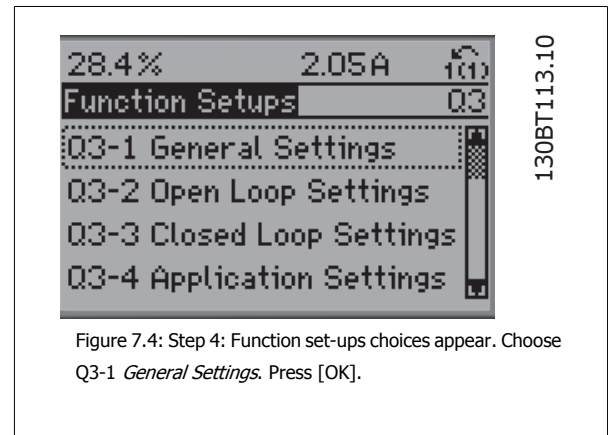 28.4% 2.05A 1(1)
Function Setups Q3
Q3-1 General Settings
Q3-2 Open Loop Settings
Q3-3 Closed Loop Settings
Q3-4 Application Settings
130BT113.10
Figure 7.4: Step 4: Function set-ups choices appear. Choose
Q3-1 General Settings. Press [OK].